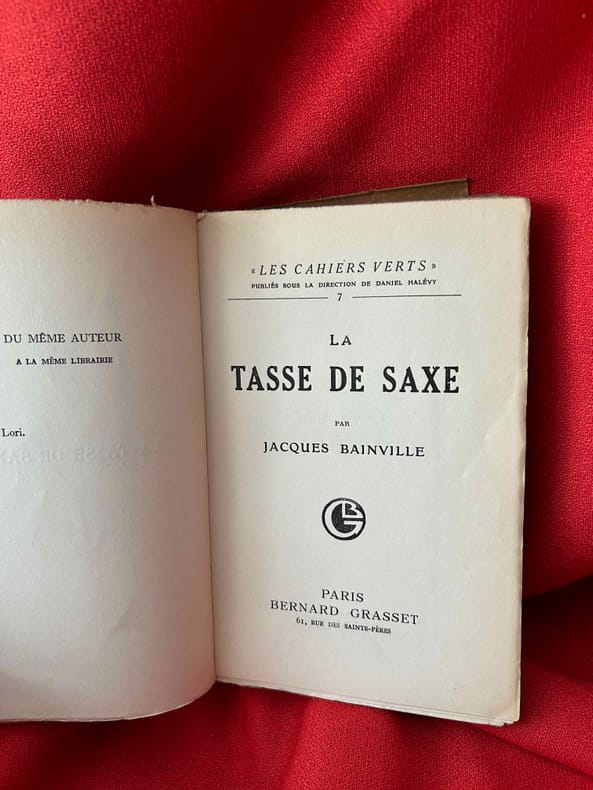 DU MÊME AUTEUR
A LA MÊME LIBRAIRIE
Lori.
« LES CAHIERS VERTS »
PUBLIÉS SOUS LA DIRECTION DE DANIEL HALÉVY
7
LA
TASSE DE SAXE
PAR
JACQUES BAINVILLE
BG
PARIS
BERNARD GRASSET
61, RUE DES SAINTS-PÈRES